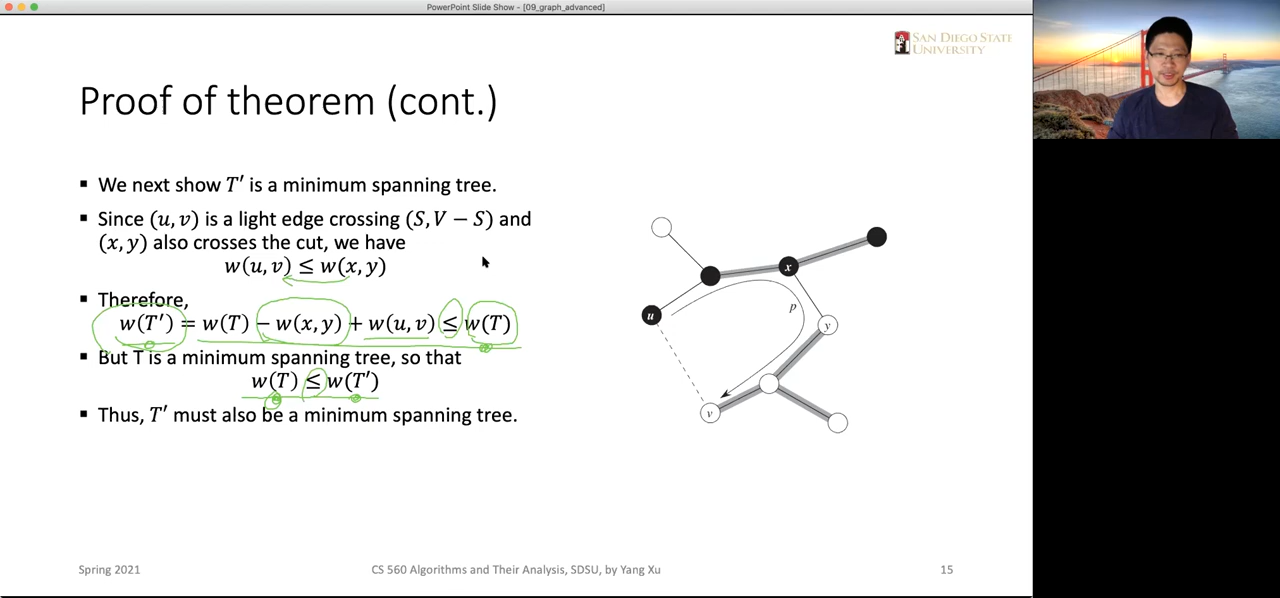 PowerPoint Slide Show - [09_graph_advanced]
SAN DIEGO STATE
UNIVERSITY
Proof of theorem (cont.)
▪ We next show T′ is a minimum spanning tree.
▪ Since (u, v) is a light edge crossing (S, V − S) and
(x, y) also crosses the cut, we have
w(u, v) ≤ w(x, y)
▪ Therefore,
w(T′) = w(T) − w(x, y) + w(u, v) ≤ w(T)
▪ But T is a minimum spanning tree, so that
w(T) ≤ w(T′)
▪ Thus, T′ must also be a minimum spanning tree.
x
u
p
y
v
Spring 2021
CS 560 Algorithms and Their Analysis, SDSU, by Yang Xu
15